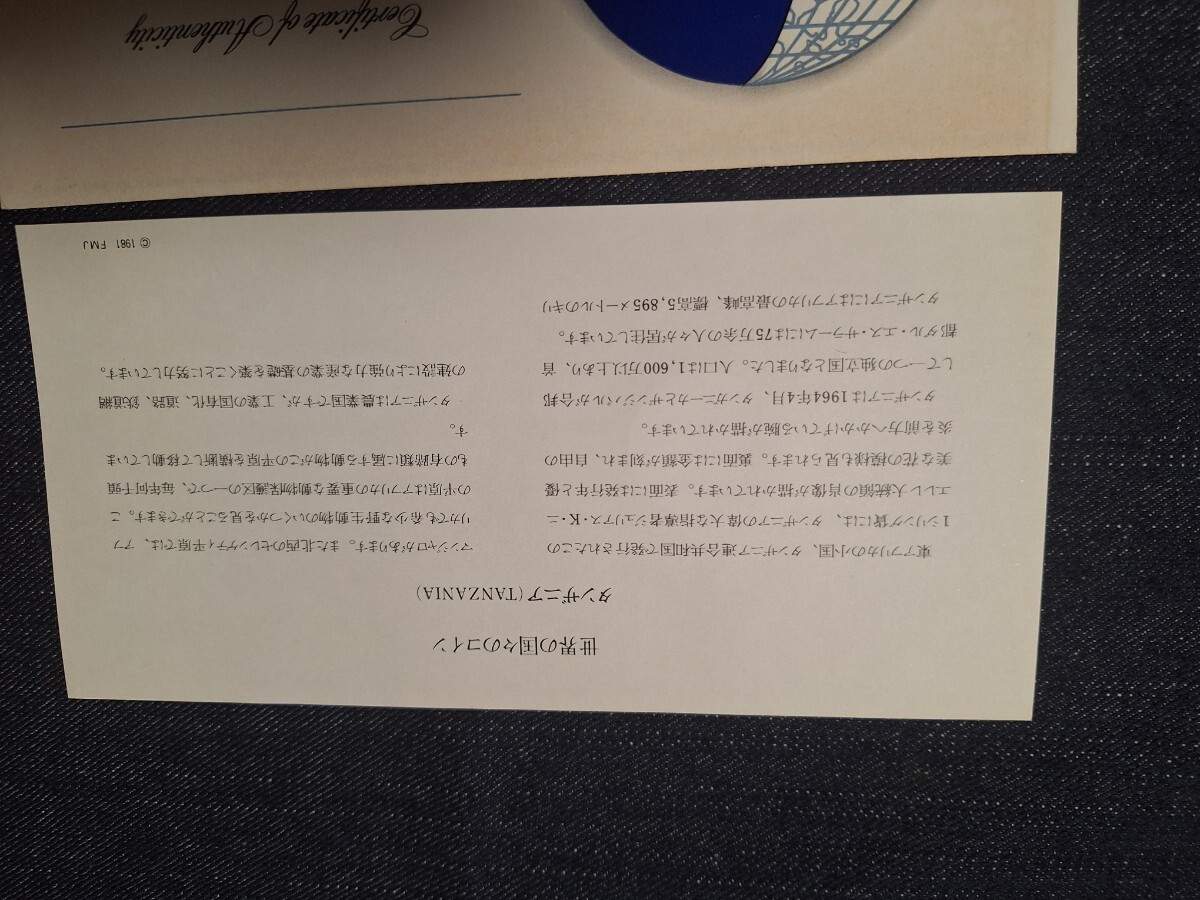 世界の国々のコイン
タンザニア(TANZANIA)
東アフリカの小国、タンザニア連合共和国で発行されたこの
1シリング貨には、タンザニアの偉大な指導者ジュリアス・K・ニ
エレレ大統領の肖像が描かれています。表面には発行年と優
美な花の模様も見られます。裏面には金額が刻まれ、自由の
炎を前方へかかげている腕が描かれています。
タンザニアは1964年4月、タンガニーカとザンジバルが合邦
して一つの独立国となりました。人口は1,600万以上あり、首
都ダル・エス・サラームには75万余の人々が居住しています。
タンザニアにはアフリカの最高峰、標高5,895メートルのキリ
マンジャロがあります。また北西のセレンゲティ平原では、アフ
リカでも希少な野生動物のいくつかを見ることができます。こ
の平原はアフリカの重要な動物保護区の一つで、毎年何千頭
もの有蹄類に属する動物がこの平原を横断して移動していま
す。
タンザニアは農業国ですが、工業の国有化、道路、鉄道網
の建設により強力な産業の基礎を築くことに努力しています。
© 1981 FMJ
Certificate of Authenticity